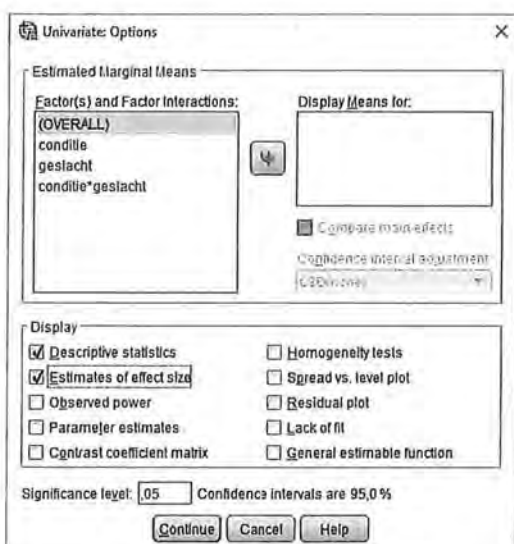 Univariate: Options
Estimated Marginal Means
Factor(s) and Factor Interactions:
(OVERALL)
conditie
geslacht
conditie*geslacht
Display Means for:
Compare main effects
Confidence interval adjustment
LSD(none)
Display
Descriptive statistics
Estimates of effect size
Observed power
Parameter estimates
Contrast coefficient matrix
Homogeneity tests
Spread vs. level plot
Residual plot
Lack of fit
General estimable function
Significance level: ,05 Confidence intervals are 95,0 %
Continue Cancel Help